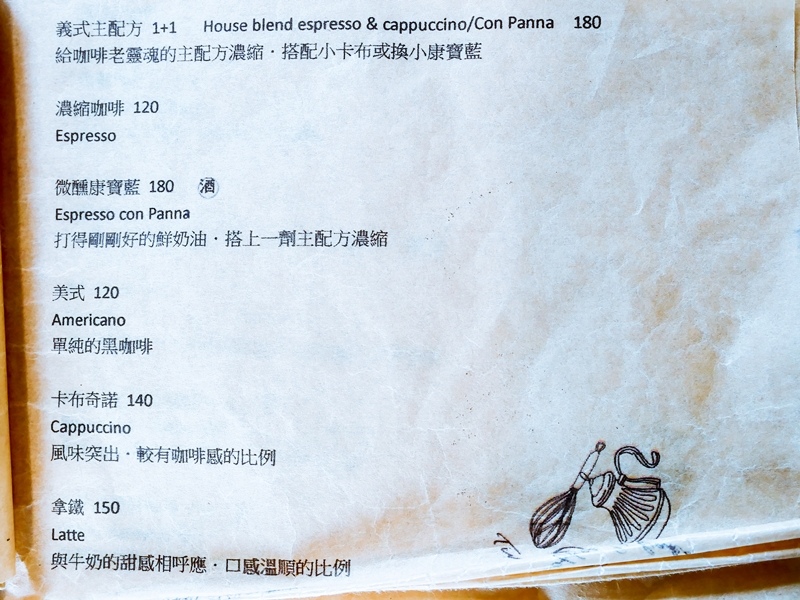 義式主配方 1+1 House blend espresso & cappuccino/Con Panna 180
給咖啡老靈魂的主配方濃縮．搭配小卡布或換小康寶藍
濃縮咖啡 120
Espresso
微醺康寶藍 180 酒
Espresso con Panna
打得剛剛好的鮮奶油．搭上一劑主配方濃縮
美式 120
Americano
單純的黑咖啡
卡布奇諾 140
Cappuccino
風味突出．較有咖啡感的比例
拿鐵 150
Latte
與牛奶的甜感相呼應．口感溫順的比例